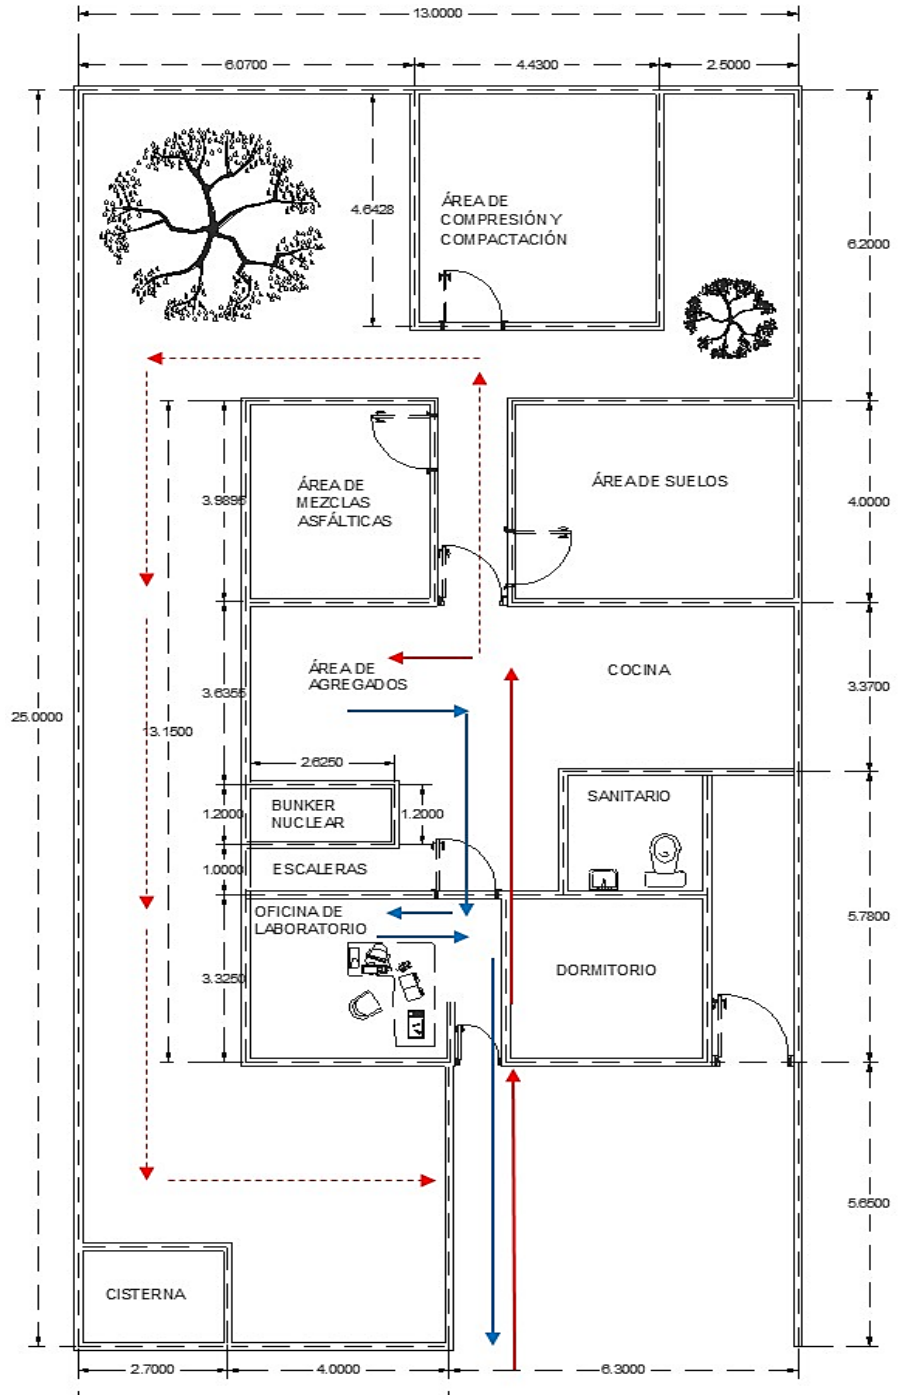 13.0000
6.0700
4.4300
2.5000
4.6428
ÁREA DE
COMPRESIÓN Y
COMPACTACIÓN
6.2000
3.9895
ÁREA DE
MEZCLAS
ASFÁLTICAS
ÁREA DE SUELOS
4.0000
3.6355
ÁREA DE
AGREGADOS
COCINA
3.3700
25.0000
13.1500
2.6250
1.2000
BUNKER
NUCLEAR
1.2000
SANITARIO
1.0000
ESCALERAS
OFICINA DE
LABORATORIO
5.7800
3.3250
DORMITORIO
5.6500
CISTERNA
2.7000
4.0000
6.3000